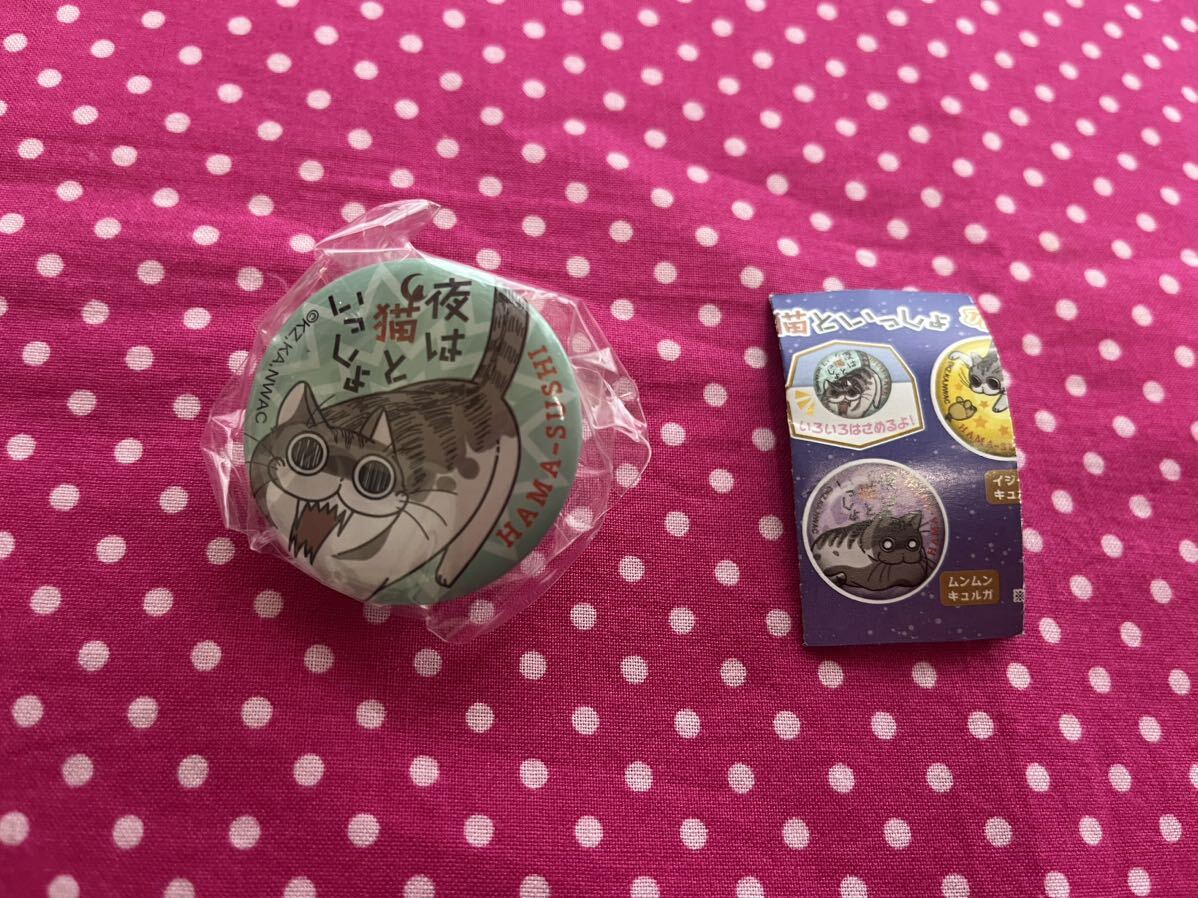 夜は
猫と
いっしょ
©KZ,KA,NWAC
HAMA-SUSHI
猫といっしょ
いろいろはさめるよ!
HAMA-S
イジ
キュ
ムンムン
キュルガ
※